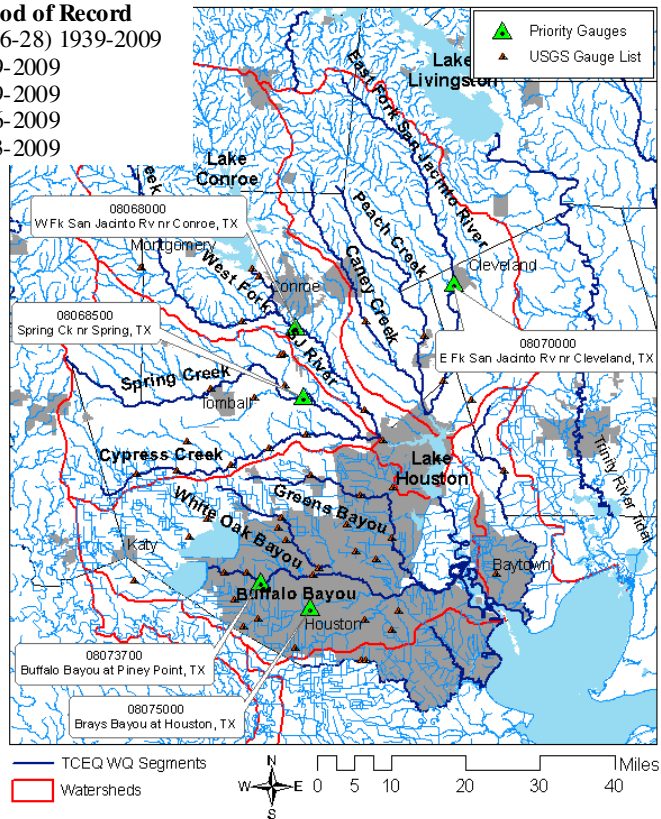 od of Record
6-28) 1939-2009
9-2009
9-2009
6-2009
3-2009
Priority Gauges
USGS Gauge List
Lake
Livingston
East Fork San Jacinto River
Lake
Conroe
eek
08068000
W Fk San Jacinto Rv nr Conroe, TX
Montgomery
West Fork SJ River
onroe
Peach Creek
Caney Creek
Cleveland
08068500
Spring Ck nr Spring, TX
08070000
E Fk San Jacinto Rv nr Cleveland, TX
Spring Creek
Tomball
Cypress Creek
Lake
Houston
Trinity River Tidal
Greens Bayou
White Oak Bayou
Katy
Baytown
Buffalo Bayou
Houston
08073700
Buffalo Bayou at Piney Point, TX
08075000
Brays Bayou at Houston, TX
TCEQ WQ Segments
Watersheds
N
W E
S
Miles
0 5 10 20 30 40